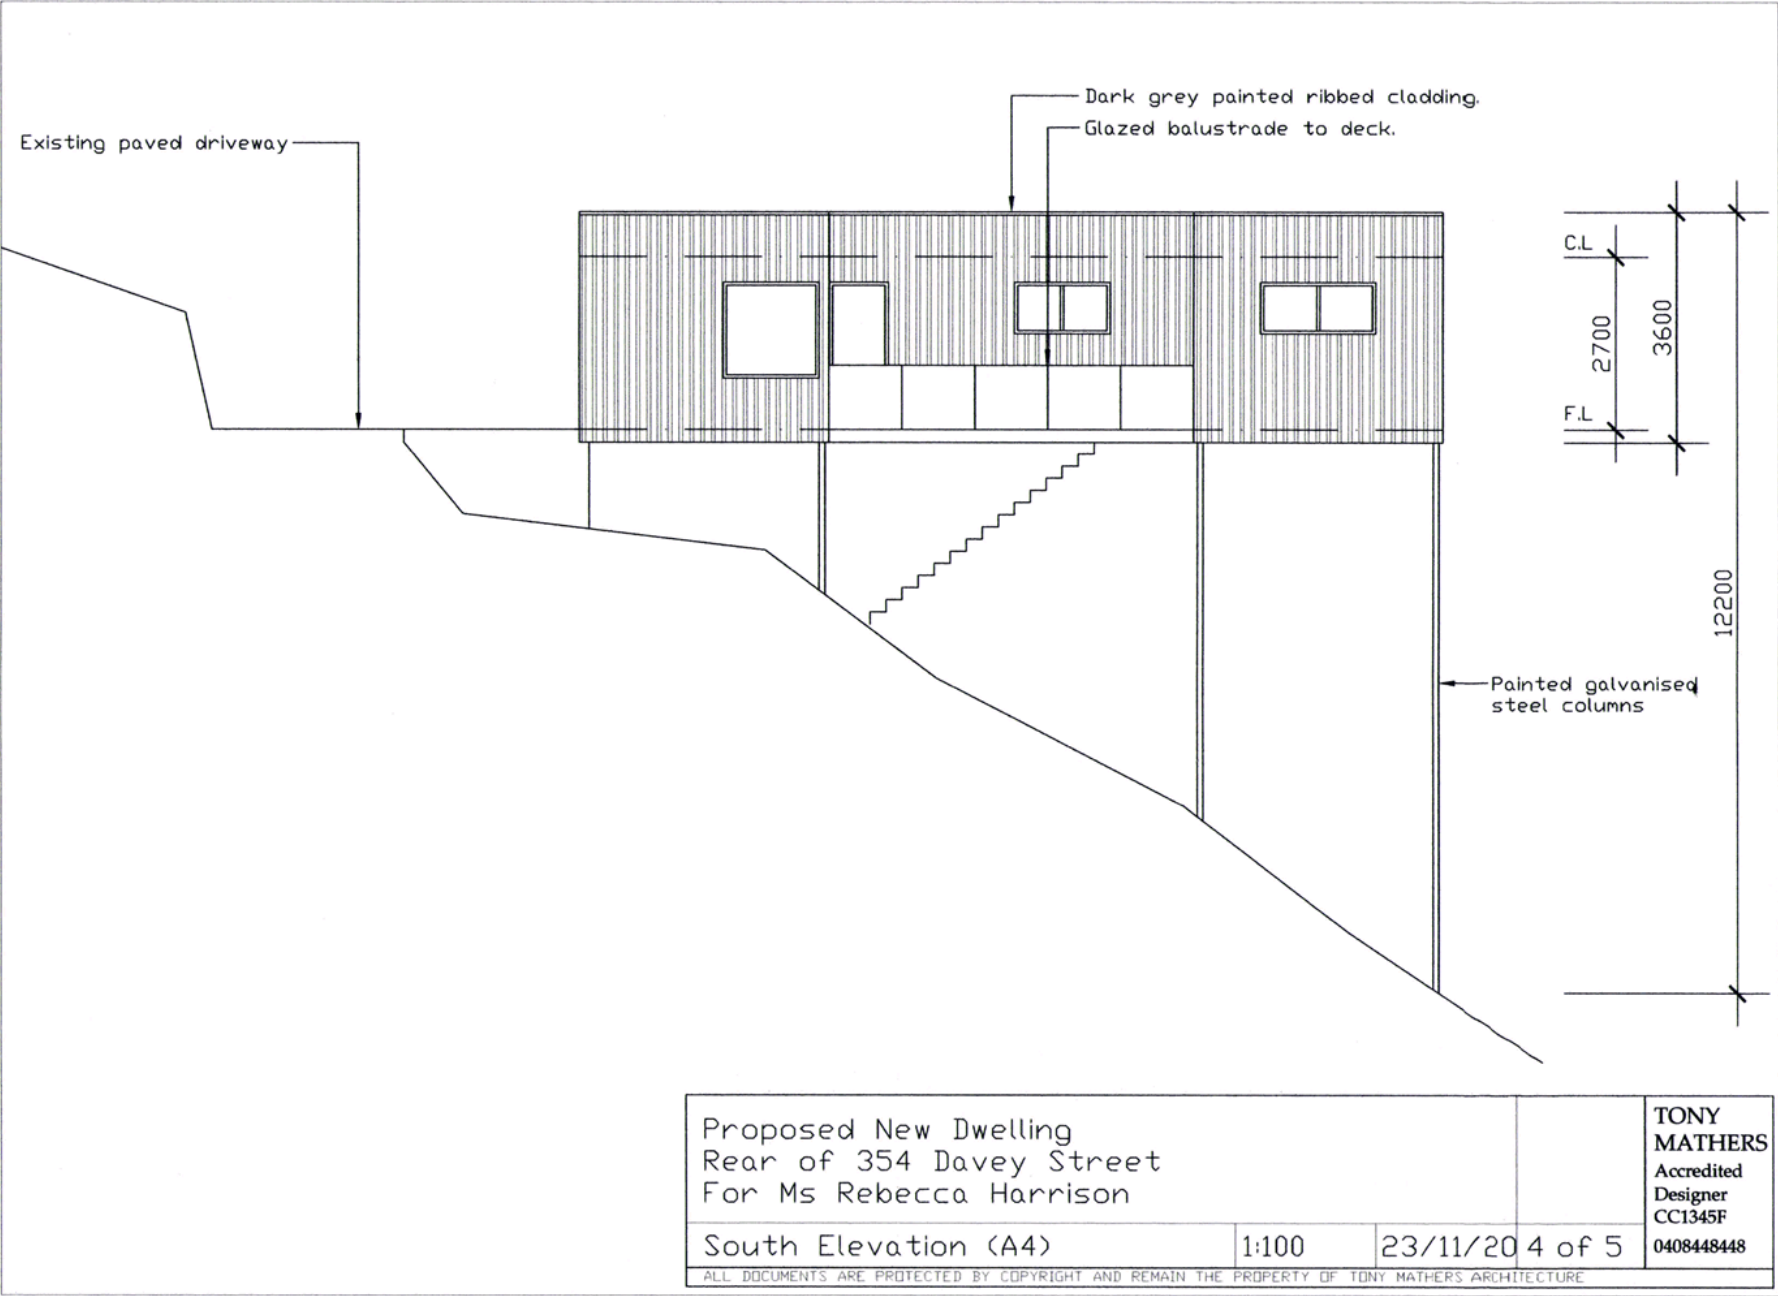 Dark grey painted ribbed cladding.
Glazed balustrade to deck.
Existing paved driveway
C.L
F.L
2700
3600
12200
Painted galvanised
steel columns
Proposed New Dwelling
Rear of 354 Davey Street
For Ms Rebecca Harrison
South Elevation (A4)
1:100
23/11/20
4 of 5
TONY
MATHERS
Accredited
Designer
CC1345F
0408448448
ALL DOCUMENTS ARE PROTECTED BY COPYRIGHT AND REMAIN THE PROPERTY OF TONY MATHERS ARCHITECTURE